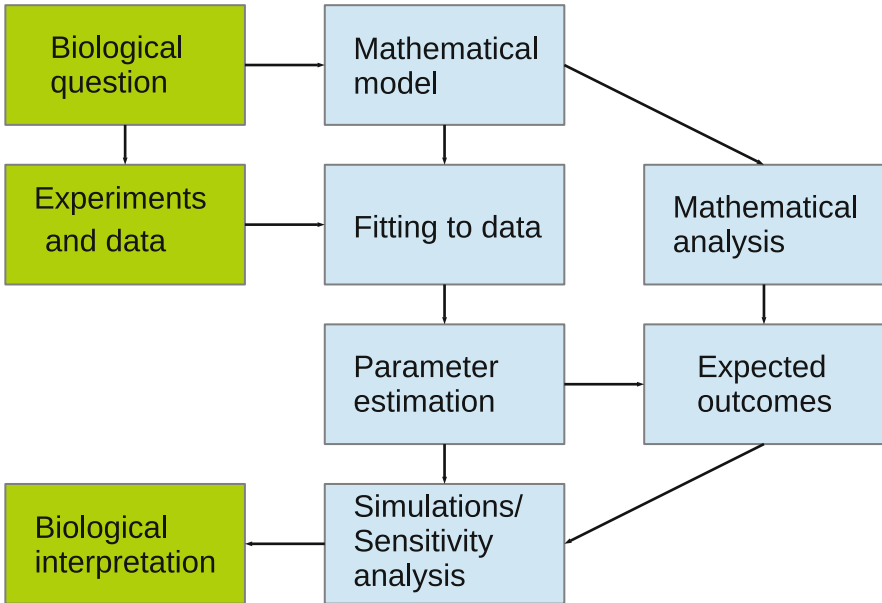 Biological
question
Mathematical
model
Experiments
and data
Fitting to data
Mathematical
analysis
Parameter
estimation
Expected
outcomes
Biological
interpretation
Simulations/
Sensitivity
analysis